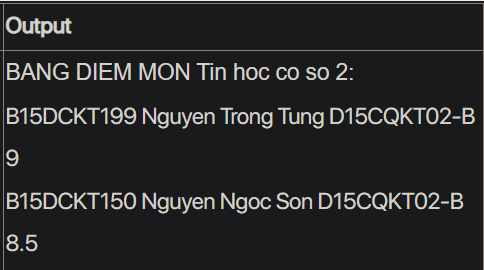 Output
BANG DIEM MON Tin hoc co so 2:
B15DCKT199 Nguyen Trong Tung D15CQKT02-B
9
B15DCKT150 Nguyen Ngoc Son D15CQKT02-B
8.5